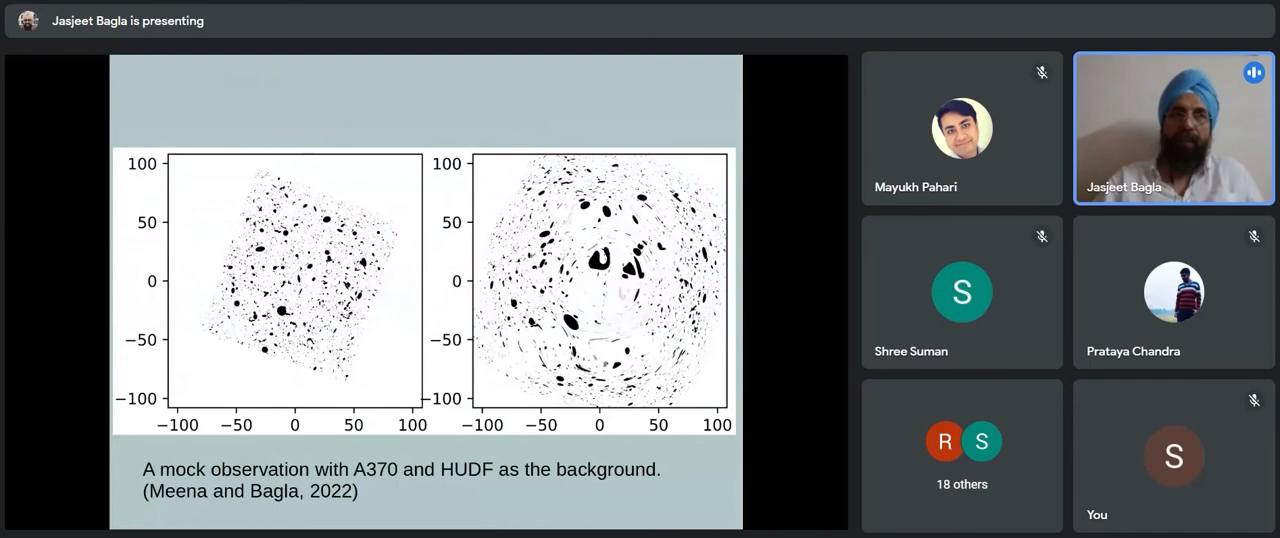 Jasjeet Bagla is presenting
100
50
0
−50
−100
−100 −50 0 50 100
100
50
0
−50
−100
−100 −50 0 50 100
A mock observation with A370 and HUDF as the background.
(Meena and Bagla, 2022)
Mayukh Pahari
Jasjeet Bagla
S
Shree Suman
Prataya Chandra
R S
18 others
S
You